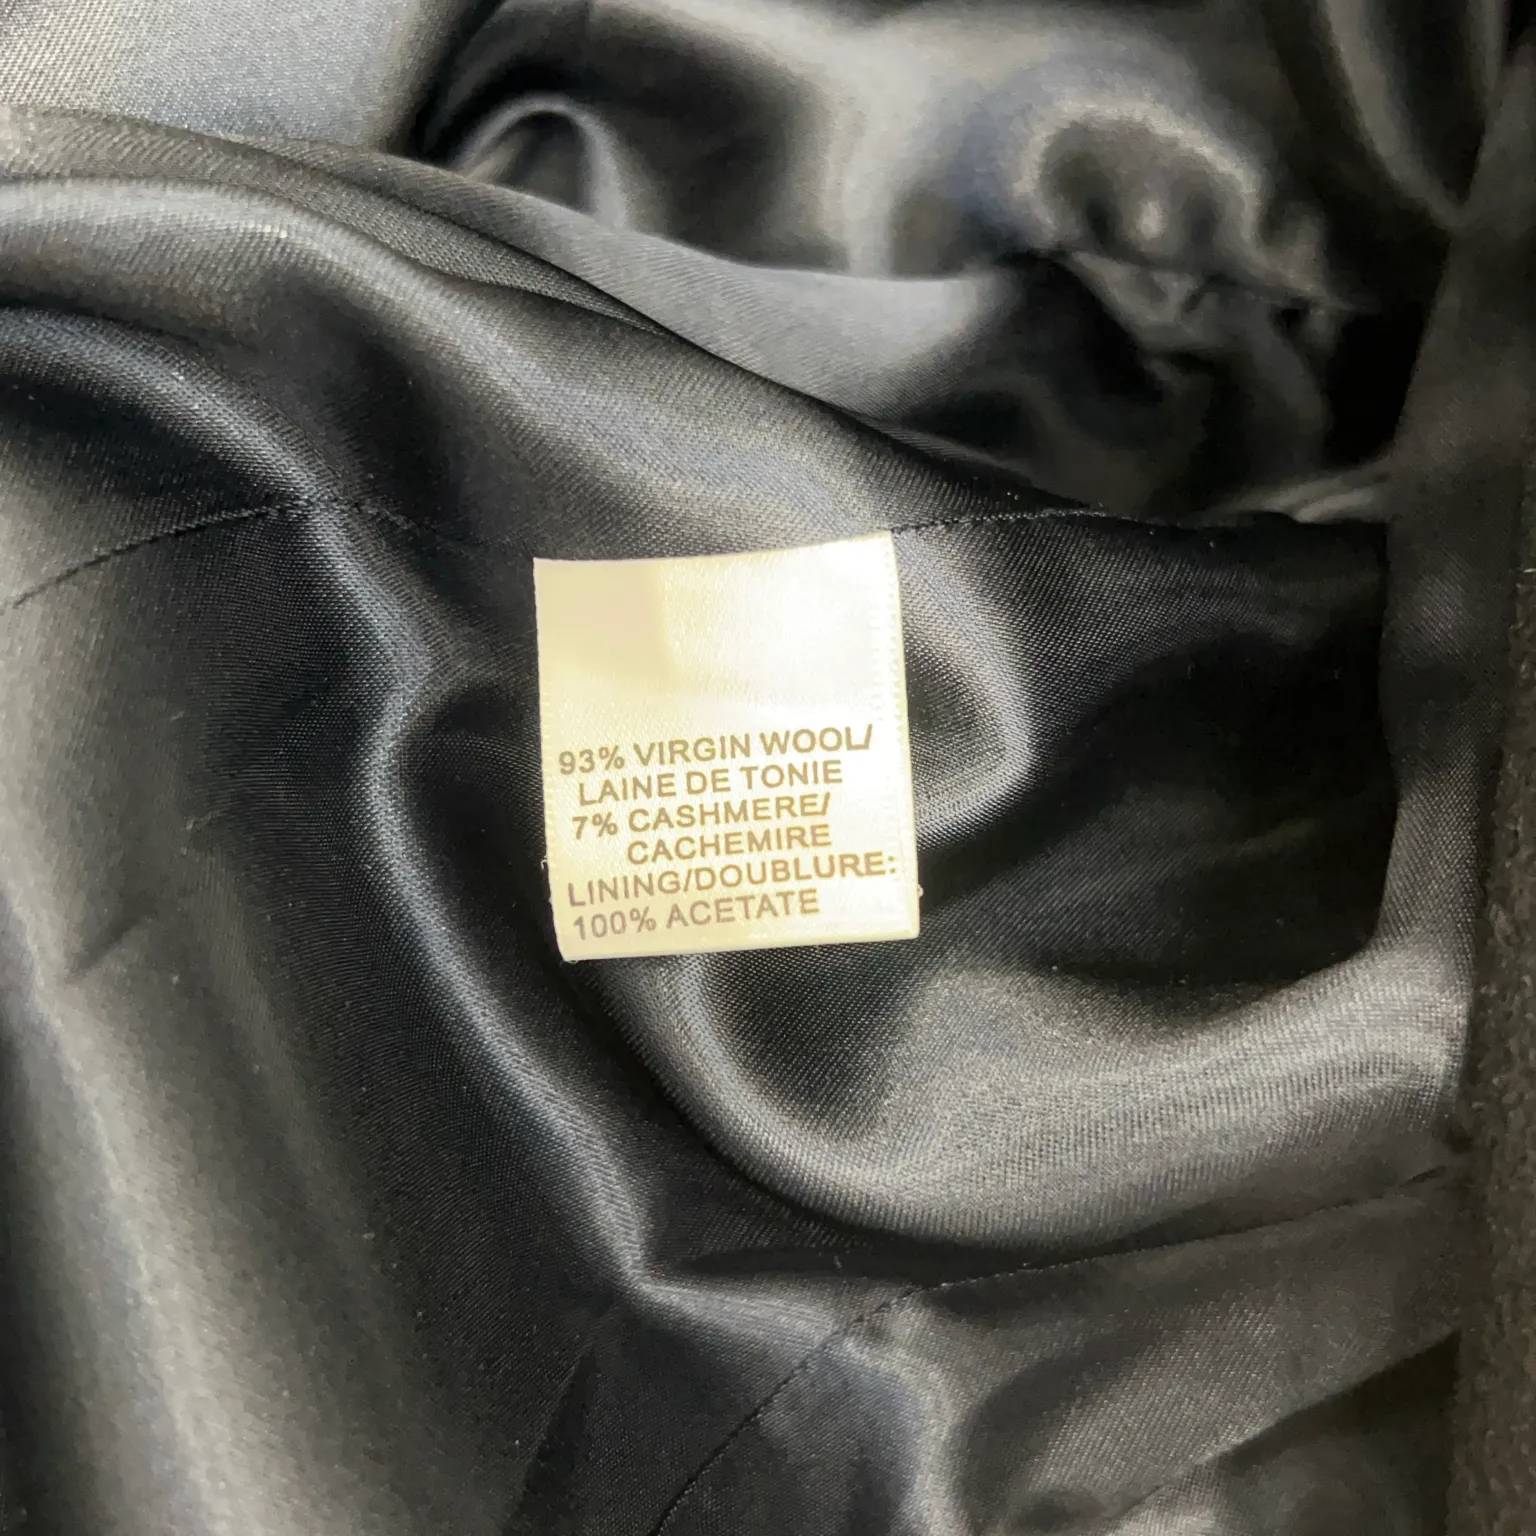 93% VIRGIN WOOL/
LAINE DE TONIE
7% CASHMERE/
CACHEMIRE
LINING/DOUBLURE:
100% ACETATE